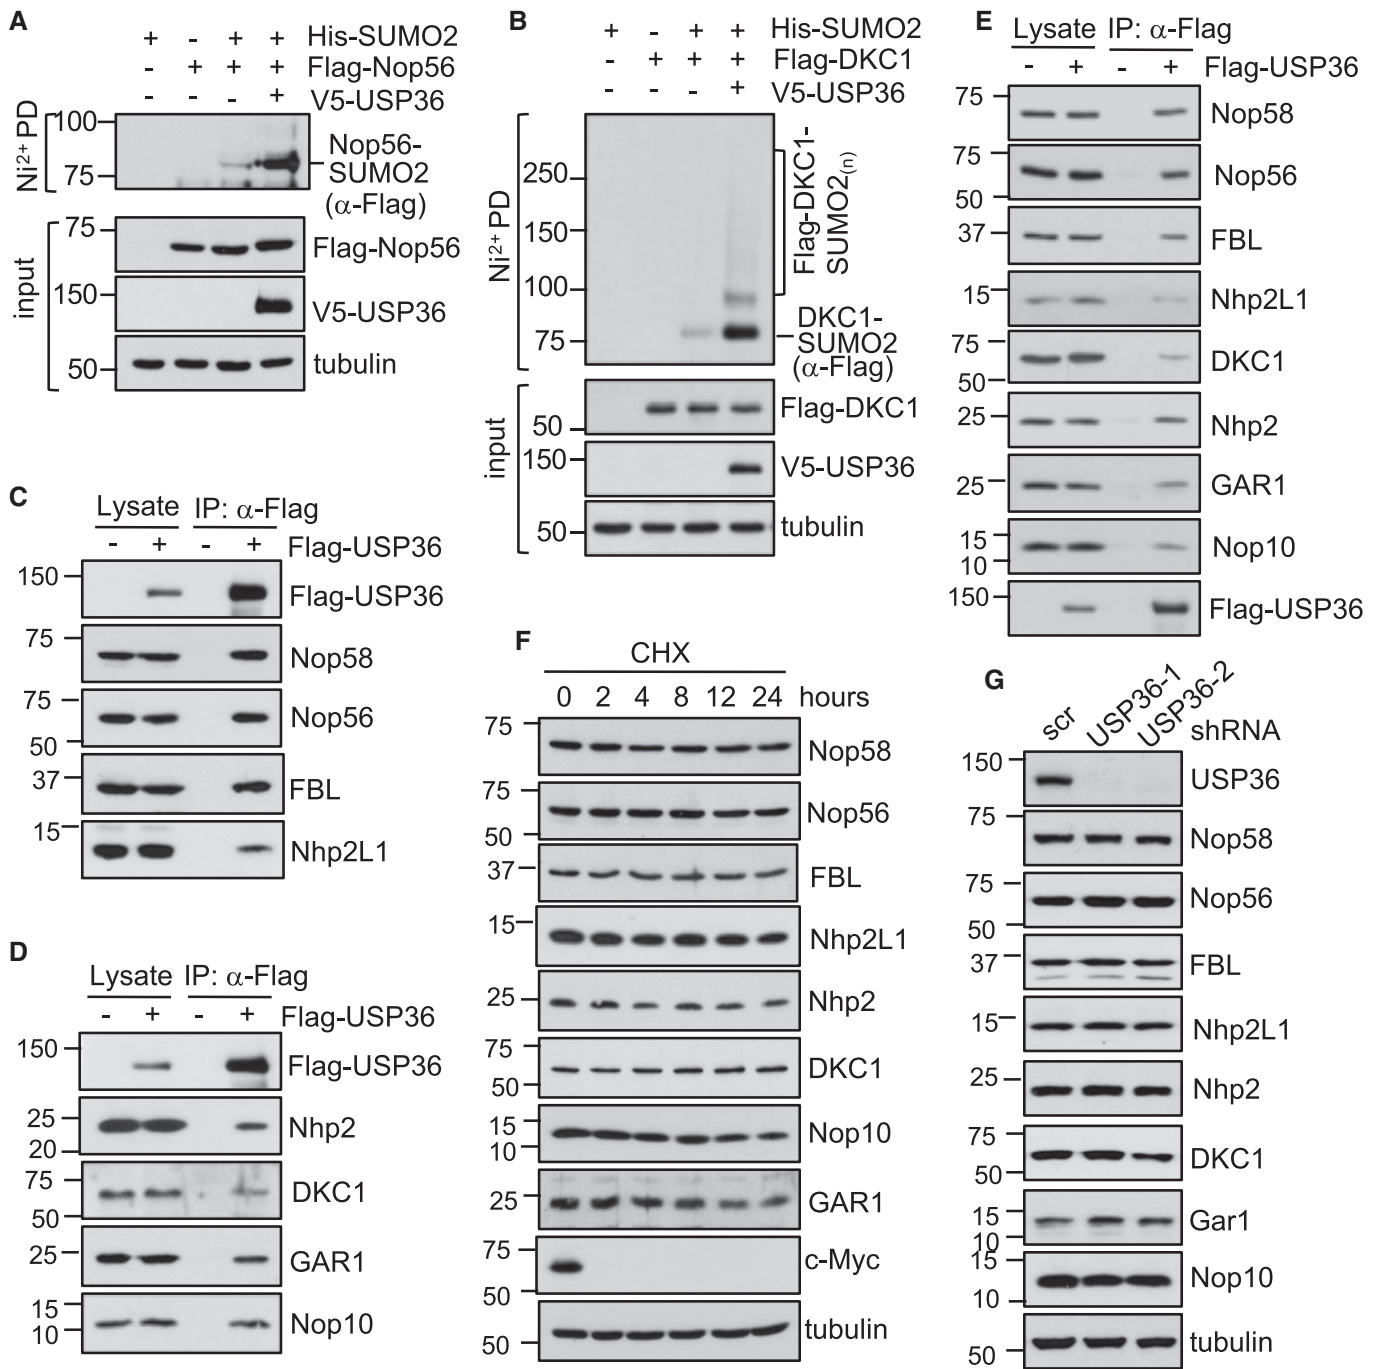 A
+ - + + His-SUMO2
- + + + Flag-Nop56
- - - + V5-USP36
Ni²⁺ PD
100
75
Nop56-
SUMO2
(α-Flag)
input
75
Flag-Nop56
150
V5-USP36
50
tubulin
B
+ - + + His-SUMO2
- + + + Flag-DKC1
- - - + V5-USP36
Ni²⁺ PD
250
150
100
75
Flag-DKC1-
SUMO2(n)
DKC1-
SUMO2
(α-Flag)
input
50
Flag-DKC1
150
V5-USP36
50
tubulin
C
Lysate IP: α-Flag
- + - + Flag-USP36
150
Flag-USP36
75
Nop58
75
50
Nop56
37
FBL
15
Nhp2L1
D
Lysate IP: α-Flag
- + - + Flag-USP36
150
Flag-USP36
25
20
Nhp2
75
50
DKC1
25
GAR1
15
10
Nop10
E
Lysate IP: α-Flag
- + - + Flag-USP36
75
Nop58
75
50
Nop56
37
FBL
15
Nhp2L1
75
50
DKC1
25
Nhp2
25
GAR1
15
10
Nop10
150
Flag-USP36
F
CHX
0 2 4 8 12 24 hours
75
Nop58
75
50
Nop56
37
FBL
15
Nhp2L1
25
Nhp2
75
50
DKC1
15
10
Nop10
25
GAR1
75
50
c-Myc
50
tubulin
G
scr USP36-1 USP36-2 shRNA
150
USP36
75
Nop58
75
50
Nop56
37
FBL
15
Nhp2L1
25
Nhp2
75
50
DKC1
15
10
Gar1
15
10
Nop10
50
tubulin